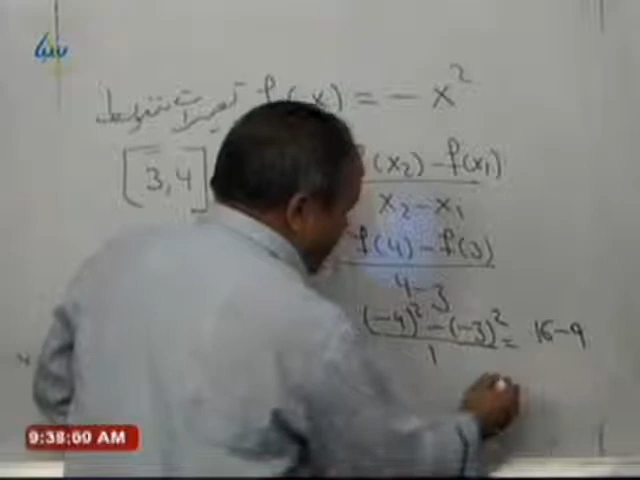 سینا
f(x) = - x²
[3,4]
f(x₂) - f(x₁)
x₂ - x₁
f(4) - f(3)
4 - 3
(-4)² - (-3)² = 16-9
1
9:38:00 AM